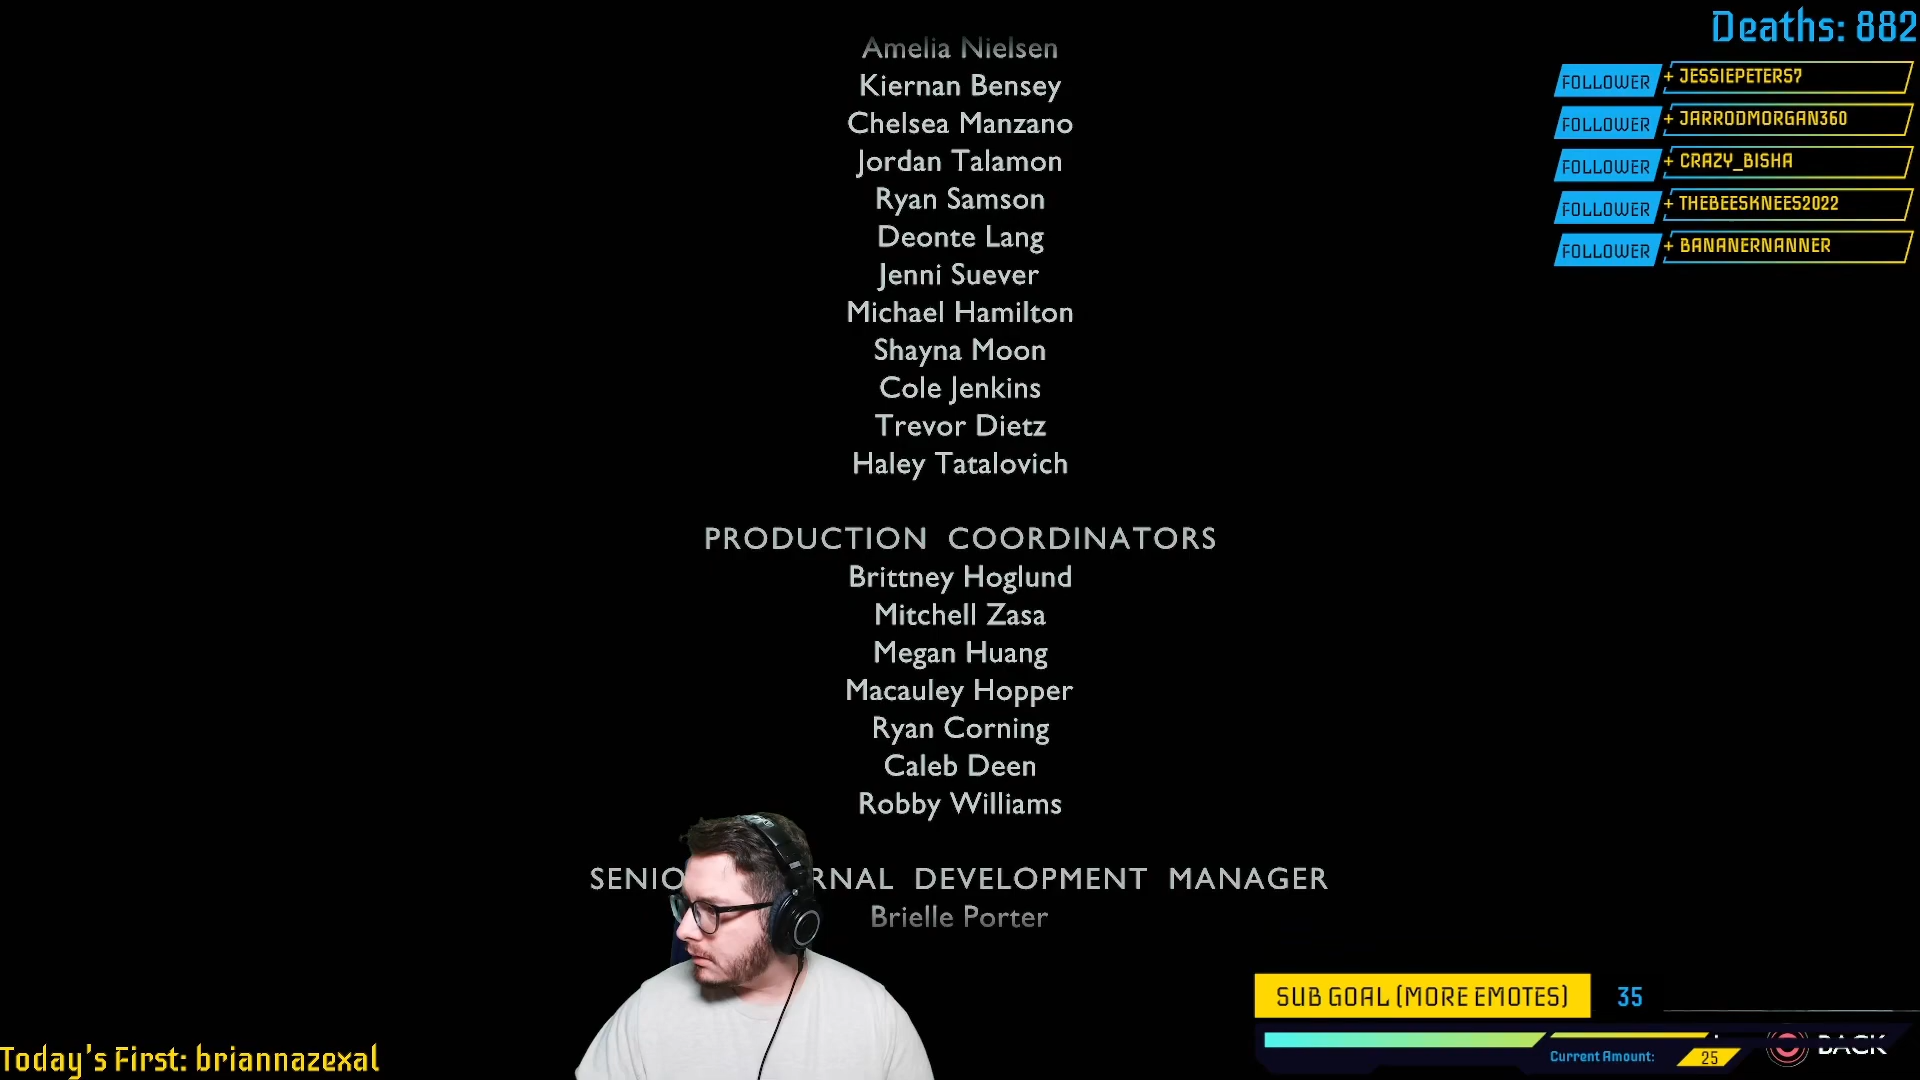 Deaths: 882
Amelia Nielsen
Kiernan Bensey
Chelsea Manzano
Jordan Talamon
Ryan Samson
Deonte Lang
Jenni Suever
Michael Hamilton
Shayna Moon
Cole Jenkins
Trevor Dietz
Haley Tatalovich
FOLLOWER + JESSIEPETERS7
FOLLOWER + JARRODMORGAN360
FOLLOWER + CRAZY_BISHA
FOLLOWER + THEBEESKNEES2022
FOLLOWER + BANANERNANNER
PRODUCTION COORDINATORS
Brittney Hoglund
Mitchell Zasa
Megan Huang
Macauley Hopper
Ryan Corning
Caleb Deen
Robby Williams
DEVELOPMENT MANAGER
Brielle Porter
SUB GOAL (MORE EMOTES) 35
Current Amount: 25
BACK
Today's First: briannazexal